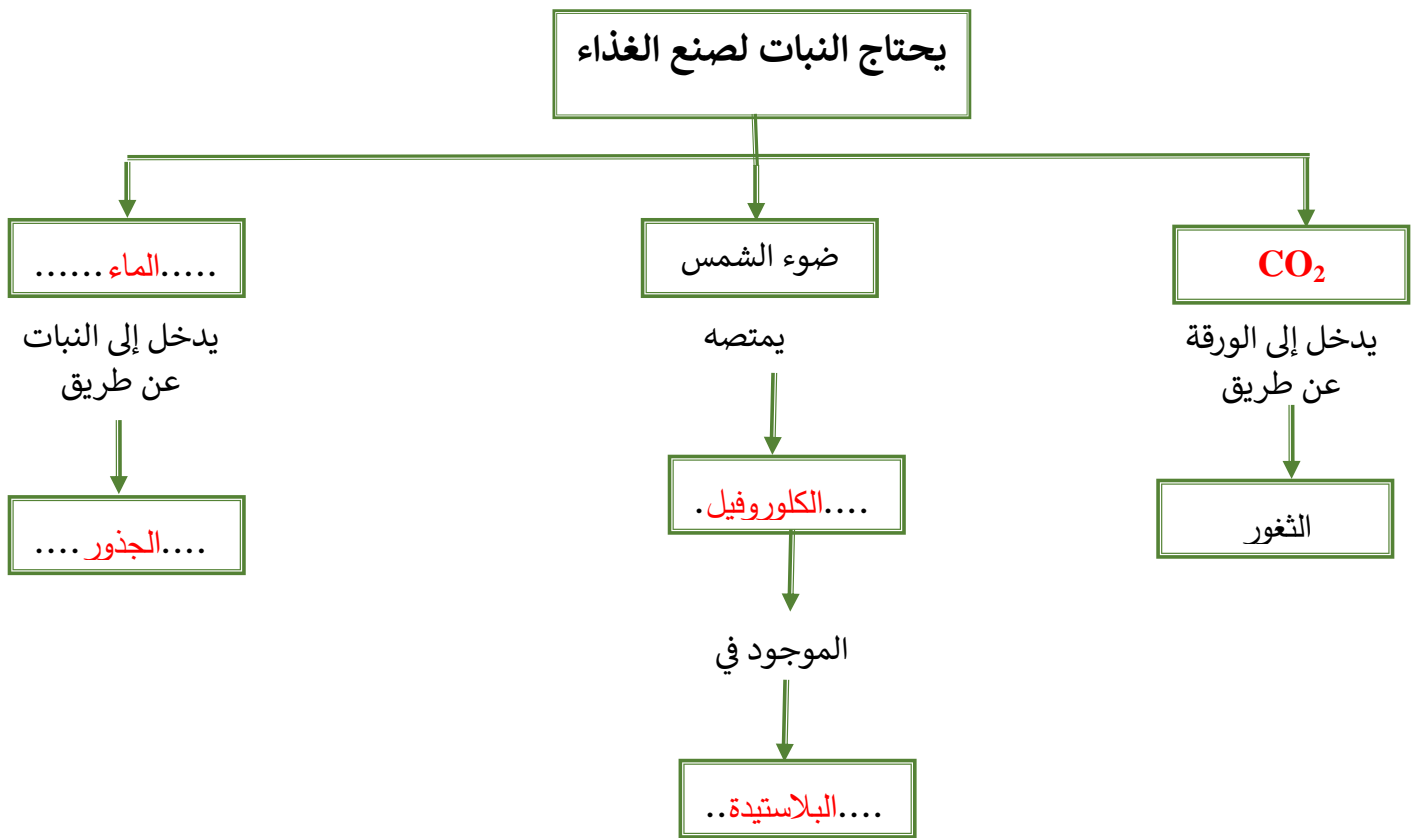 يحتاج النبات لصنع الغذاء
CO₂
ضوء الشمس
.....الماء......
يدخل إلى الورقة
عن طريق
يمتصه
يدخل إلى النبات
عن طريق
الثغور
....الكلوروفيل.
....الجذور....
الموجود في
....البلاستيدة..